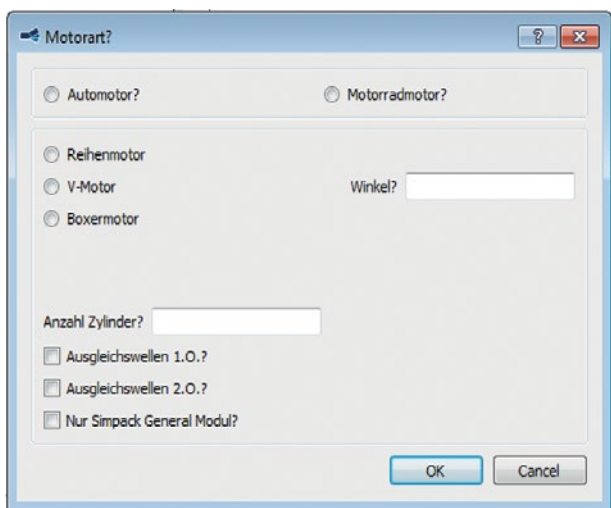 Motorart?
?
Automotor? Motorradmotor?
Reihenmotor
V-Motor Winkel?
Boxermotor
Anzahl Zylinder?
Ausgleichswellen 1.O.?
Ausgleichswellen 2.O.?
Nur Simpack General Modul?
OK Cancel